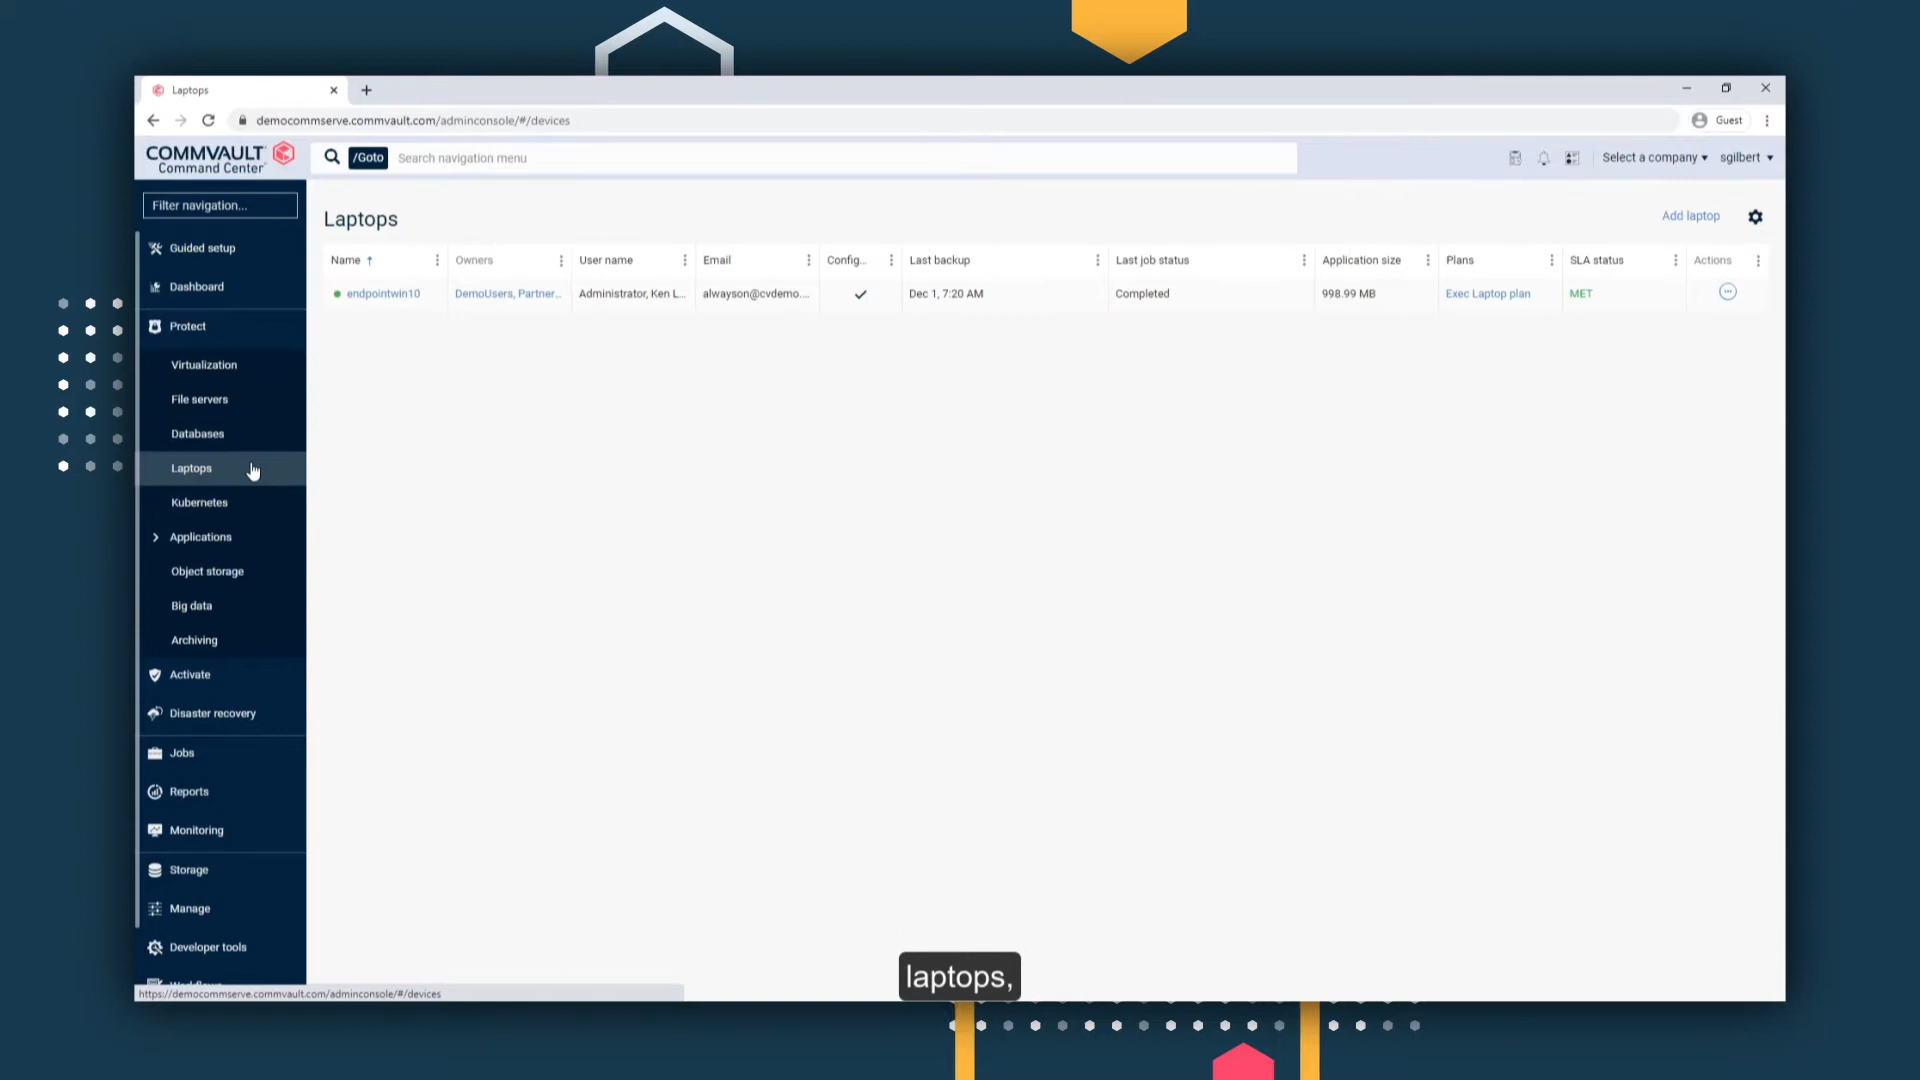 Laptops
democommserve.commvault.com/adminconsole/#/devices
Guest
COMMVAULT
Command Center
/Goto
Search navigation menu
Select a company
sgilbert
Filter navigation...
Guided setup
Dashboard
Protect
Virtualization
File servers
Databases
Laptops
Kubernetes
Applications
Object storage
Big data
Archiving
Activate
Disaster recovery
Jobs
Reports
Monitoring
Storage
Manage
Developer tools
Workflows
Laptops
Add laptop
Name Owners User name Email Config... Last backup Last job status Application size Plans SLA status Actions
endpointwin10 DemoUsers, Partner... Administrator, Ken L... alwayson@cvdemo.... Dec 1, 7:20 AM Completed 998.99 MB Exec Laptop plan MET
https://democommserve.commvault.com/adminconsole/#/devices
laptops,